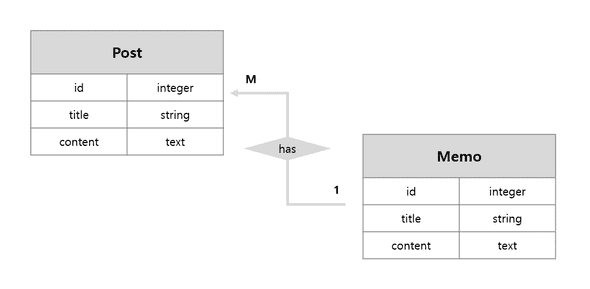 Post
id integer
title string
content text
M
has
1
Memo
id integer
title string
content text